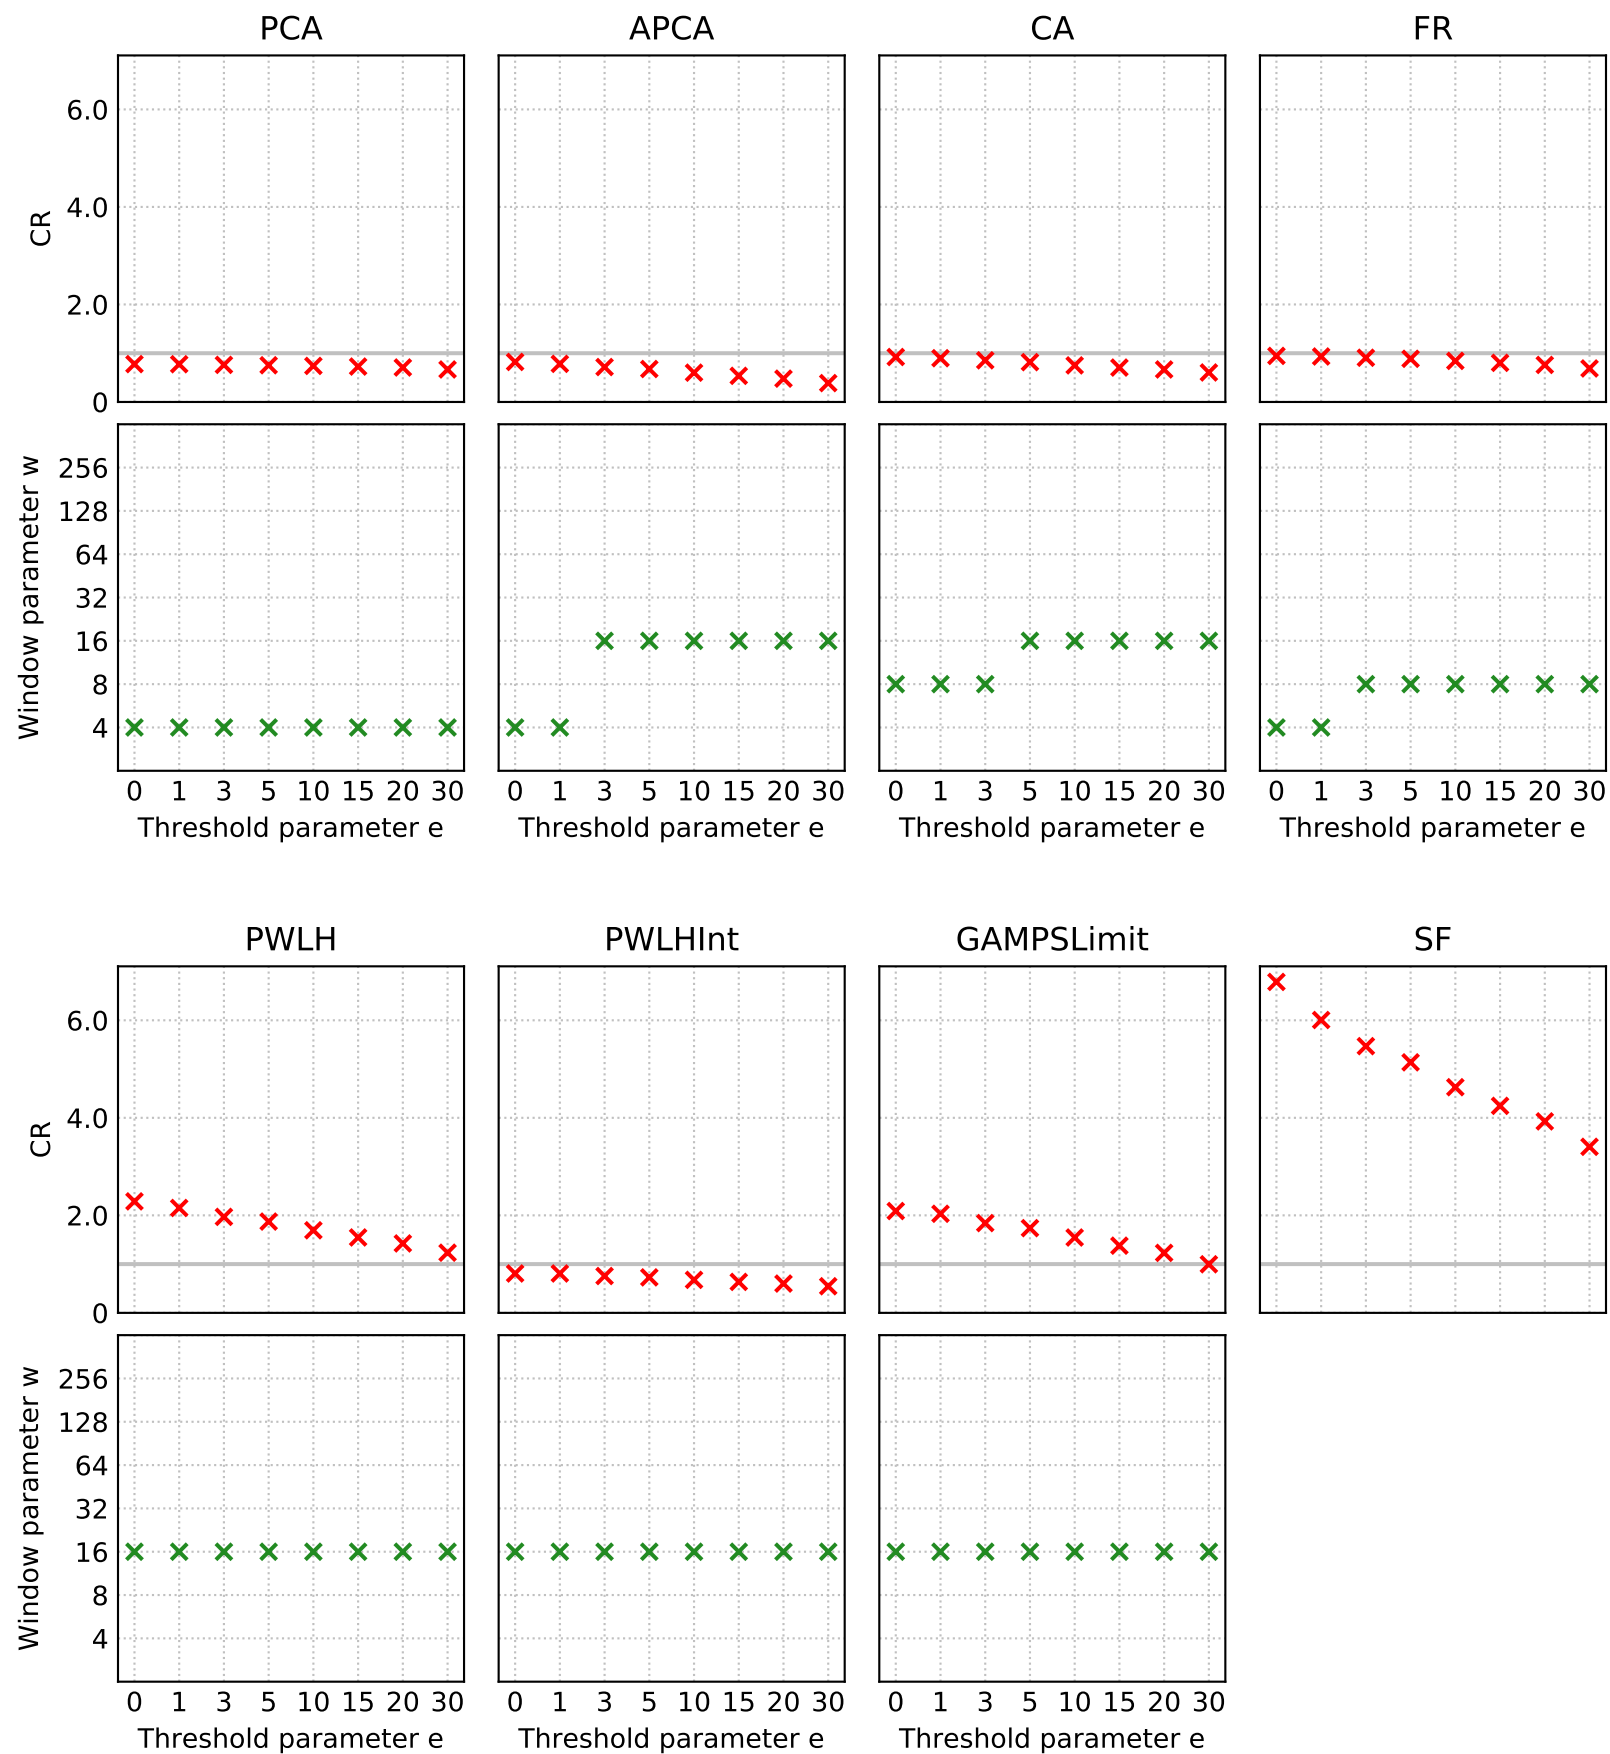 PCA APCA CA FR
CR
6.0
4.0
2.0
0
Window parameter w
256
128
64
32
16
8
4
0 1 3 5 10 15 20 30 0 1 3 5 10 15 20 30 0 1 3 5 10 15 20 30 0 1 3 5 10 15 20 30
Threshold parameter e Threshold parameter e Threshold parameter e Threshold parameter e
PWLH PWLHInt GAMPSLimit SF
CR
6.0
4.0
2.0
0
Window parameter w
256
128
64
32
16
8
4
0 1 3 5 10 15 20 30 0 1 3 5 10 15 20 30 0 1 3 5 10 15 20 30
Threshold parameter e Threshold parameter e Threshold parameter e